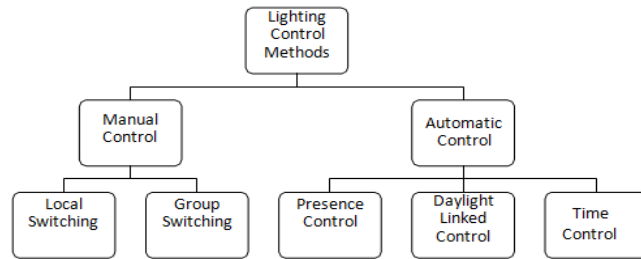 Lighting
Control
Methods
Manual
Control
Automatic
Control
Local
Switching
Group
Switching
Presence
Control
Daylight
Linked
Control
Time
Control